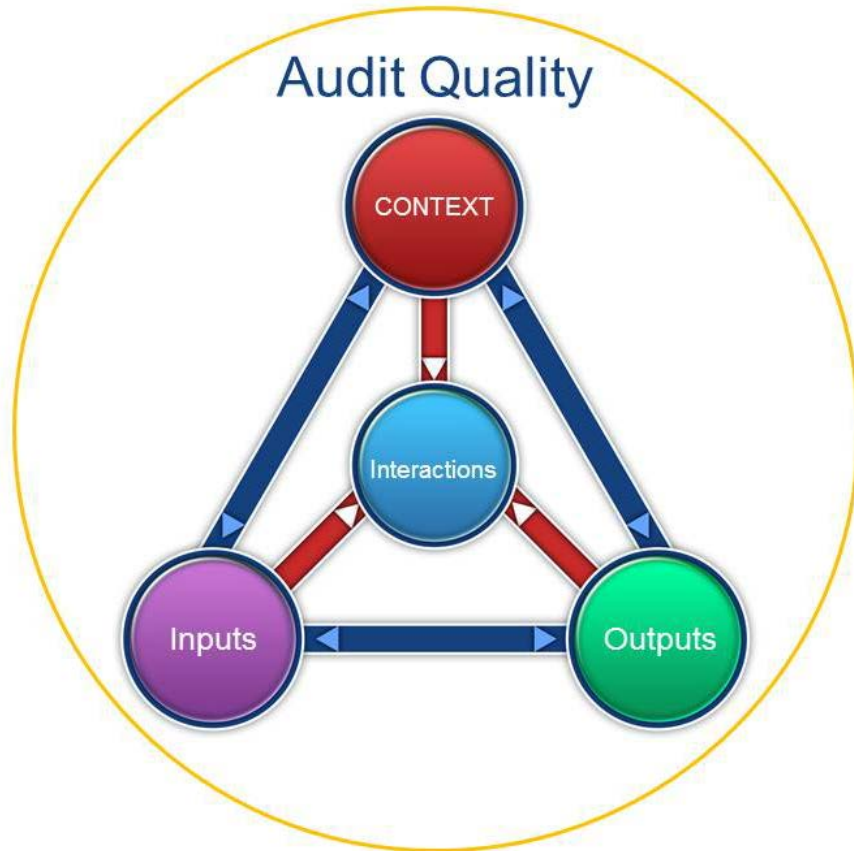 Audit Quality
CONTEXT
Interactions
Inputs
Outputs